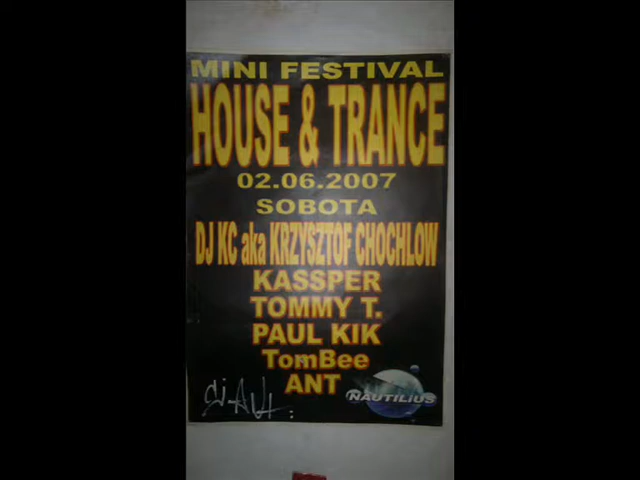 MINI FESTIVAL
HOUSE & TRANCE
02.06.2007
SOBOTA
DJ KC aka KRZYSZTOF CHOCHLOW
KASSPER
TOMMY T.
PAUL KIK
TomBee
ANT
NAUTILIUS